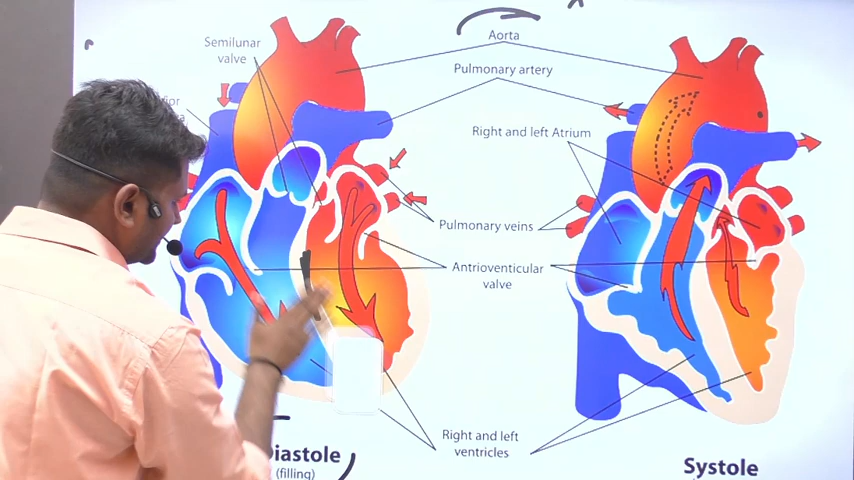 Semilunar
valve
Aorta
Pulmonary artery
Right and left Atrium
Pulmonary veins
Antrioventicular
valve
Right and left
ventricles
Diastole
(filling)
Systole